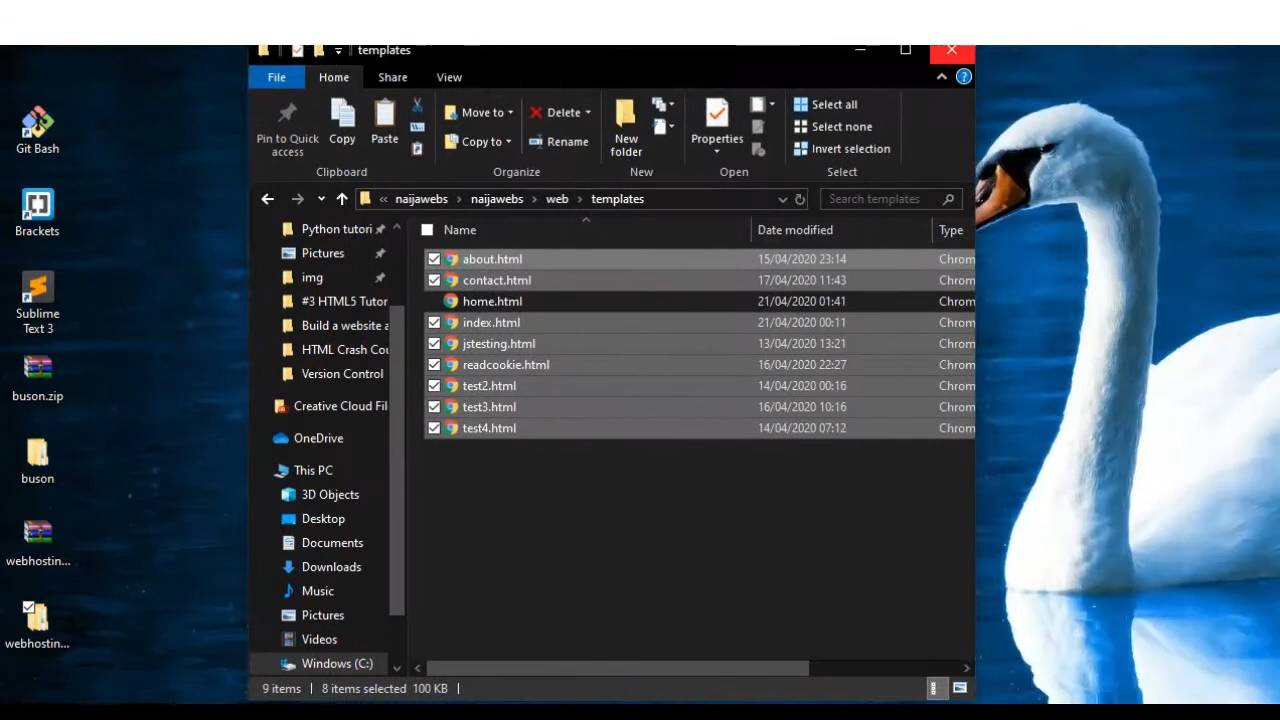 templates
File Home Share View
Pin to Quick access
Copy
Paste
Clipboard
Move to
Copy to
Delete
Rename
Organize
New folder
New
Properties
Open
Select all
Select none
Invert selection
Select
« naijawebs > naijawebs > web > templates
Search templates
Name Date modified Type
about.html 15/04/2020 23:14 Chrom
contact.html 17/04/2020 11:43 Chrom
home.html 21/04/2020 01:41 Chrom
index.html 21/04/2020 00:11 Chrom
jstesting.html 13/04/2020 13:21 Chrom
readcookie.html 16/04/2020 22:27 Chrom
test2.html 14/04/2020 00:16 Chrom
test3.html 16/04/2020 10:16 Chrom
test4.html 14/04/2020 07:12 Chrom
Python tutori
Pictures
img
#3 HTML5 Tutor
Build a website a
HTML Crash Cou
Version Control
Creative Cloud Fil
OneDrive
This PC
3D Objects
Desktop
Documents
Downloads
Music
Pictures
Videos
Windows (C:)
9 items 8 items selected 100 KB
Git Bash
Brackets
Sublime
Text 3
buson.zip
buson
webhostin...
webhostin...